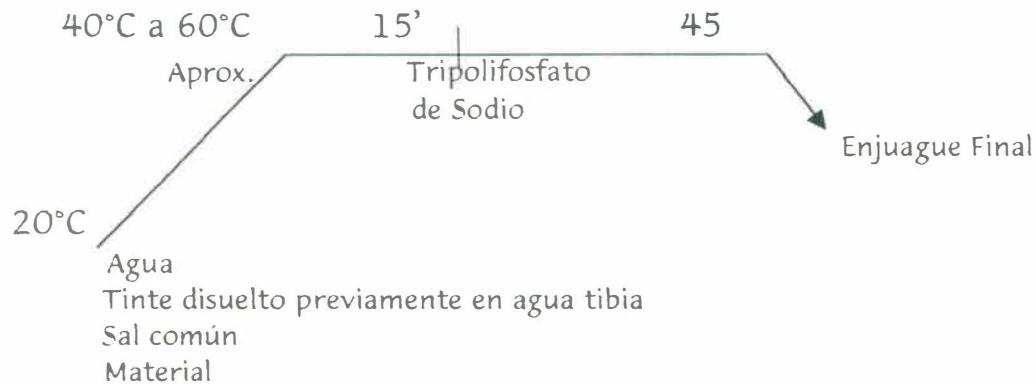 40°C a 60°C 15' 45
Aprox. Tripolifosfato
de Sodio
Enjuague Final
20°C
Agua
Tinte disuelto previamente en agua tibia
Sal común
Material